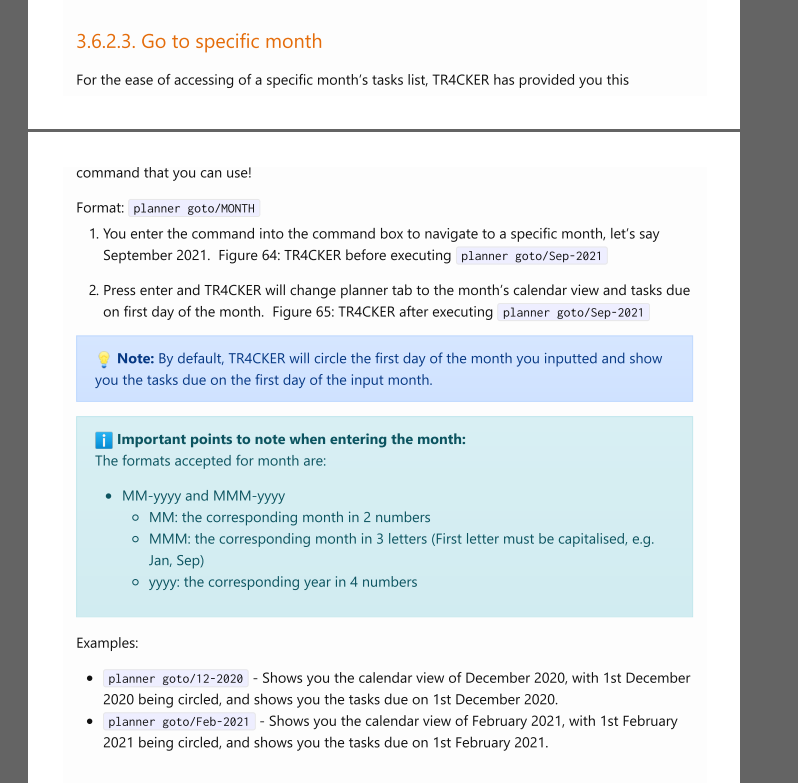 3.6.2.3. Go to specific month
For the ease of accessing of a specific month’s tasks list, TR4CKER has provided you this
command that you can use!
Format: planner goto/MONTH
1. You enter the command into the command box to navigate to a specific month, let’s say
September 2021.  Figure 64: TR4CKER before executing planner goto/Sep-2021
2. Press enter and TR4CKER will change planner tab to the month’s calendar view and tasks due
on first day of the month.  Figure 65: TR4CKER after executing planner goto/Sep-2021
💡 Note: By default, TR4CKER will circle the first day of the month you inputted and show
you the tasks due on the first day of the input month.
ℹ️ Important points to note when entering the month:
The formats accepted for month are:
• MM-yyyy and MMM-yyyy
◦ MM: the corresponding month in 2 numbers
◦ MMM: the corresponding month in 3 letters (First letter must be capitalised, e.g.
Jan, Sep)
◦ yyyy: the corresponding year in 4 numbers
Examples:
• planner goto/12-2020 - Shows you the calendar view of December 2020, with 1st December
2020 being circled, and shows you the tasks due on 1st December 2020.
• planner goto/Feb-2021 - Shows you the calendar view of February 2021, with 1st February
2021 being circled, and shows you the tasks due on 1st February 2021.